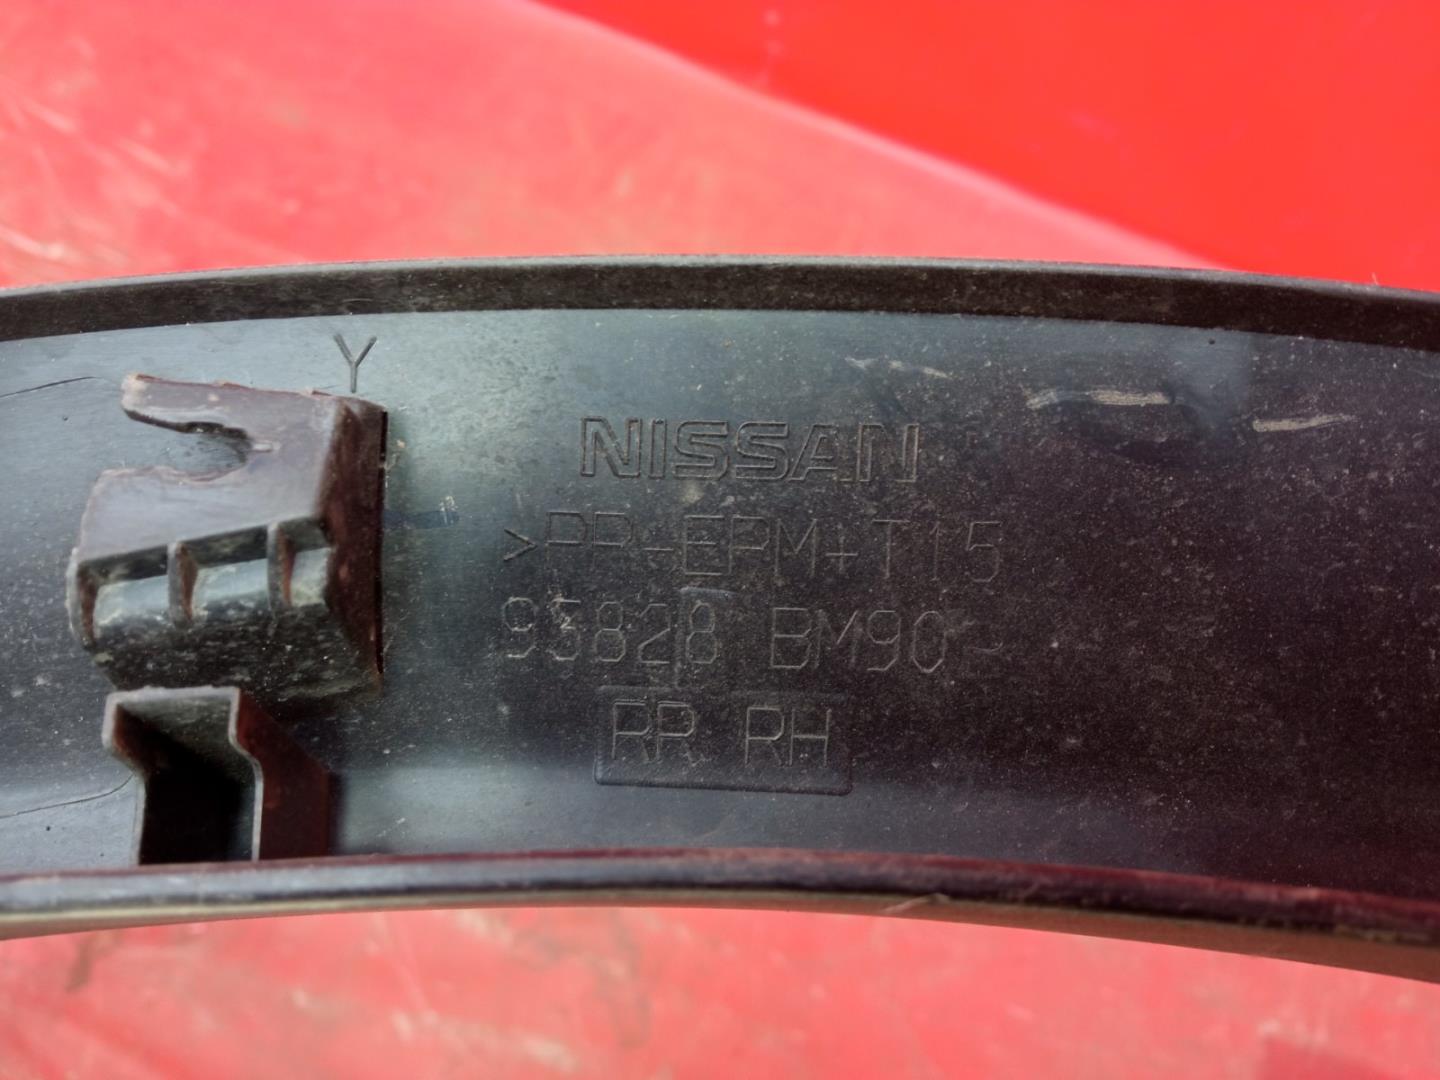 Y
NISSAN
>PP-EPM+T15
93828 BM90
RR RH